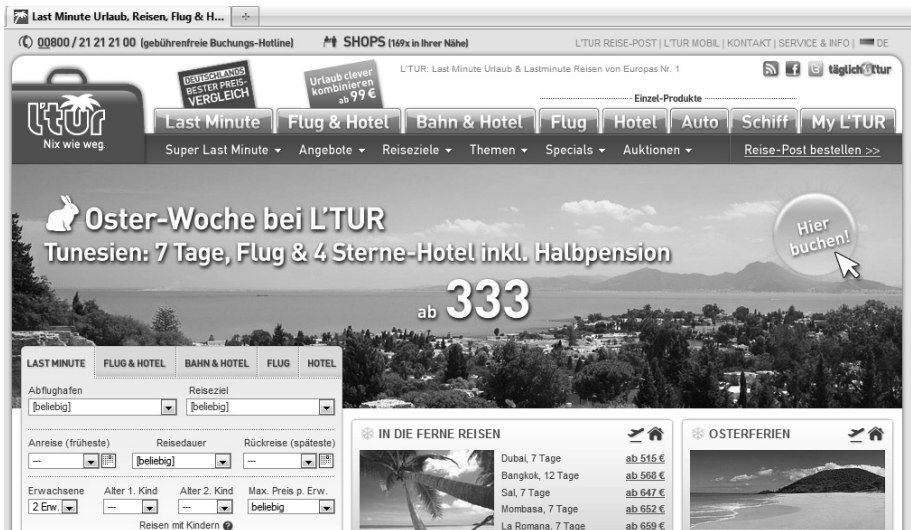 Last Minute Urlaub, Reisen, Flug & H...
00800 / 21 21 21 00 (gebührenfreie Buchungs-Hotline)
SHOPS (169x in Ihrer Nähe)
L'TUR REISE-POST | L'TUR MOBIL | KONTAKT | SERVICE & INFO | DE
L'TUR: Last Minute Urlaub & Lastminute Reisen von Europas Nr. 1
täglich ltur
DEUTSCHLANDS
BESTER PREIS-
VERGLEICH
Urlaub clever
kombinieren
ab 99 €
Einzel-Produkte
L'TUR
Nix wie weg.
Last Minute Flug & Hotel Bahn & Hotel Flug Hotel Auto Schiff My L'TUR
Super Last Minute Angebote Reiseziele Themen Specials Auktionen Reise-Post bestellen >>
Oster-Woche bei L'TUR
Tunesien: 7 Tage, Flug & 4 Sterne-Hotel inkl. Halbpension
ab 333
Hier
buchen!
LAST MINUTE FLUG & HOTEL BAHN & HOTEL FLUG HOTEL
Abflughafen Reiseziel
[beliebig] [beliebig]
Anreise (früheste) Reisedauer Rückreise (späteste)
--- [beliebig] ---
Erwachsene Alter 1. Kind Alter 2. Kind Max. Preis p. Erw.
2 Erw. -- -- beliebig
Reisen mit Kindern ?
IN DIE FERNE REISEN
Dubai, 7 Tage ab 515 €
Bangkok, 12 Tage ab 568 €
Sal, 7 Tage ab 647 €
Mombasa, 7 Tage ab 652 €
La Romana, 7 Tage ab 659 €
OSTERFERIEN